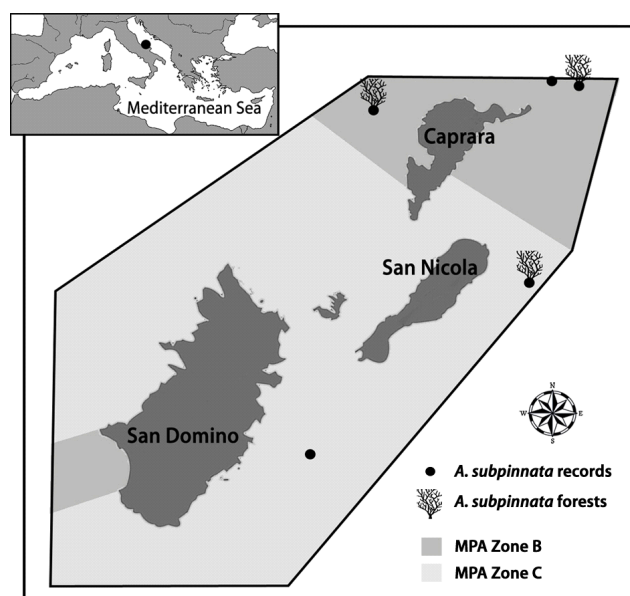 Mediterranean Sea
Caprara
San Nicola
San Domino
N
W E
S
A. subpinnata records
A. subpinnata forests
MPA Zone B
MPA Zone C